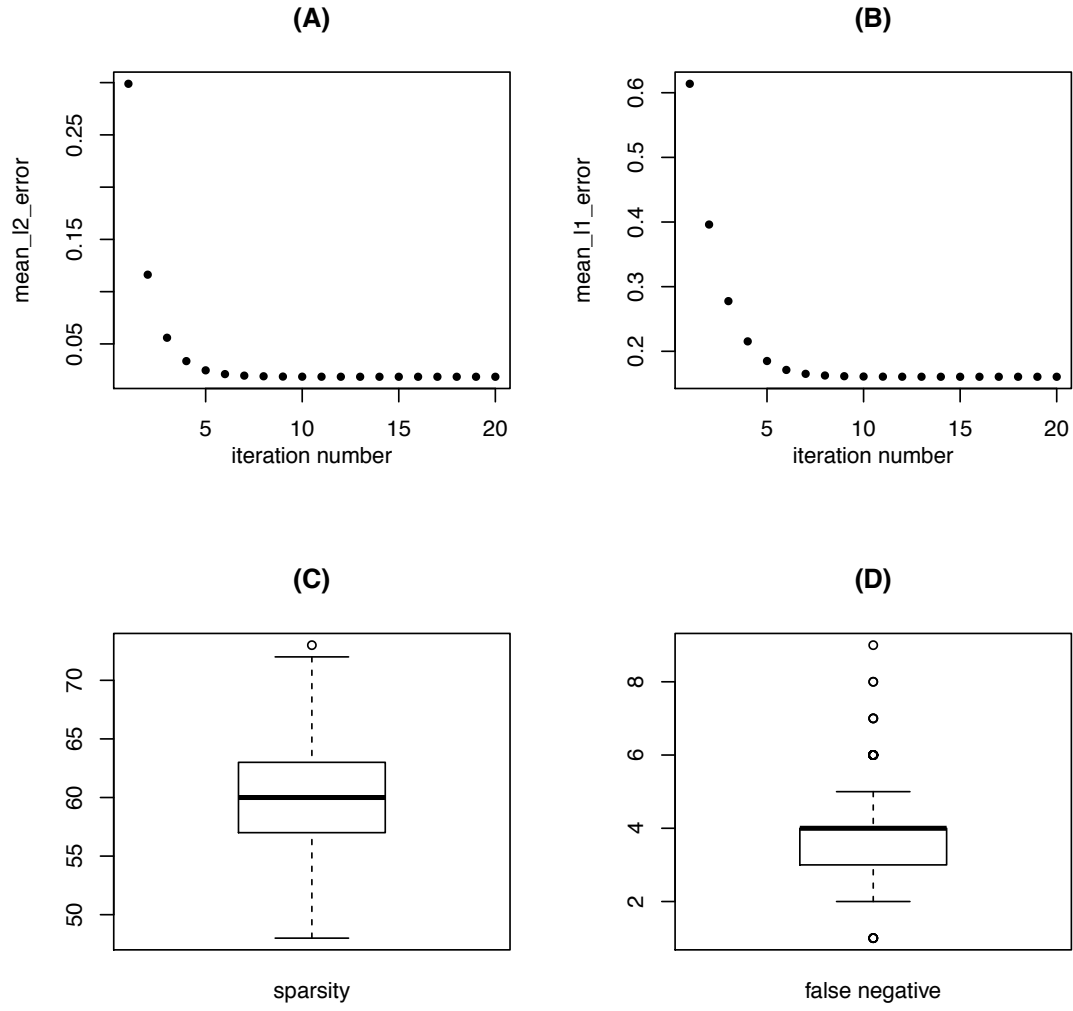 (A)
mean_l2_error
0.25
0.15
0.05
5 10 15 20
iteration number
(B)
mean_l1_error
0.6
0.5
0.4
0.3
0.2
5 10 15 20
iteration number
(C)
70
65
60
55
50
sparsity
(D)
8
6
4
2
false negative